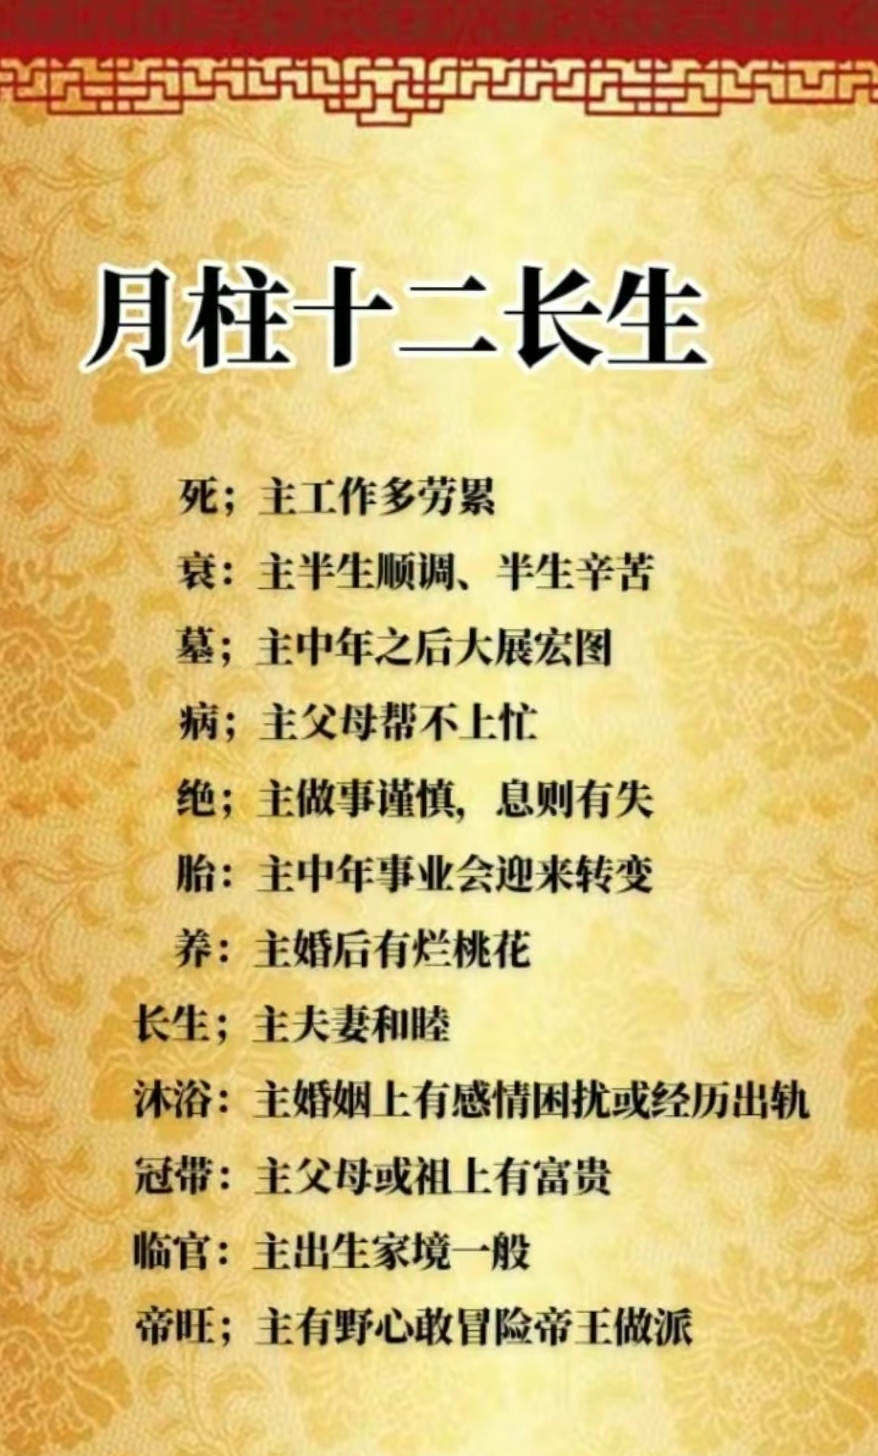 月柱十二长生
死；主工作多劳累
衰：主半生顺调、半生辛苦
墓；主中年之后大展宏图
病；主父母帮不上忙
绝；主做事谨慎，息则有失
胎：主中年事业会迎来转变
养：主婚后有烂桃花
长生；主夫妻和睦
沐浴：主婚姻上有感情困扰或经历出轨
冠带：主父母或祖上有富贵
临官：主出生家境一般
帝旺；主有野心敢冒险帝王做派